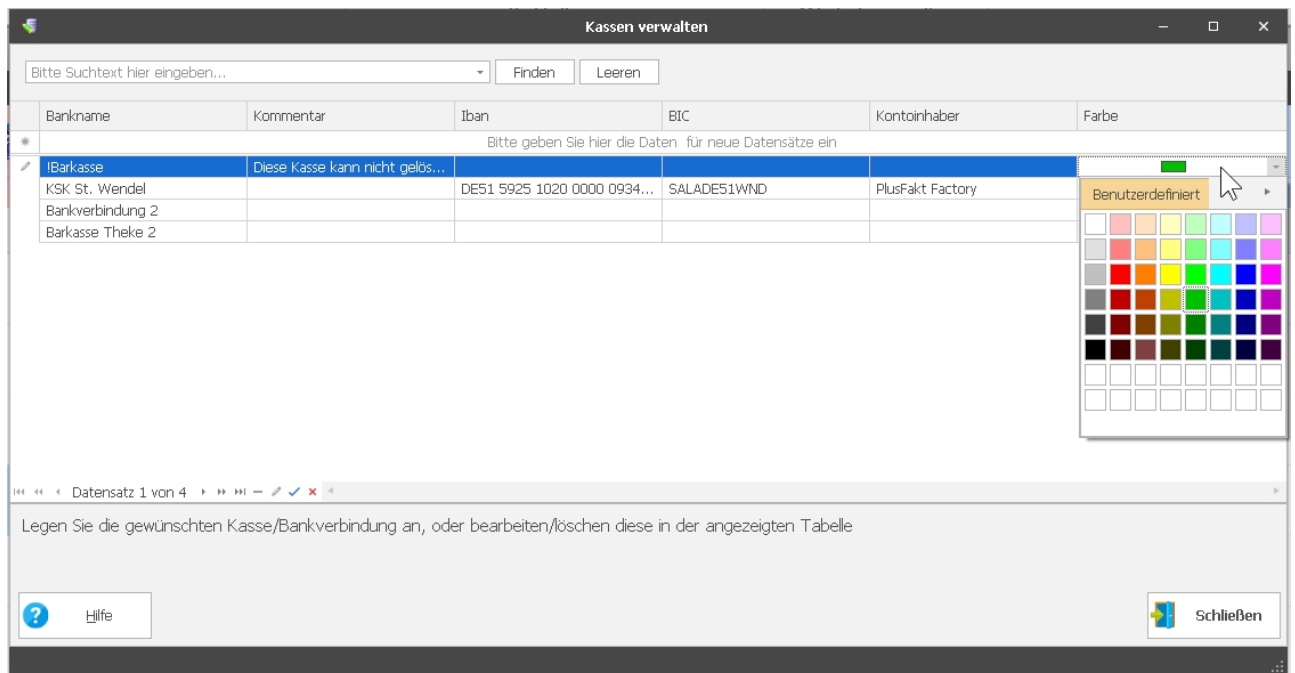 Kassen verwalten
Bitte Suchtext hier eingeben...
Finden
Leeren
Bankname Kommentar Iban BIC Kontoinhaber Farbe
Bitte geben Sie hier die Daten für neue Datensätze ein
!Barkasse Diese Kasse kann nicht gelös...
KSK St. Wendel DE51 5925 1020 0000 0934... SALADE51WND PlusFakt Factory
Benutzerdefiniert
Bankverbindung 2
Barkasse Theke 2
Datensatz 1 von 4
Legen Sie die gewünschten Kasse/Bankverbindung an, oder bearbeiten/löschen diese in der angezeigten Tabelle
Hilfe
Schließen